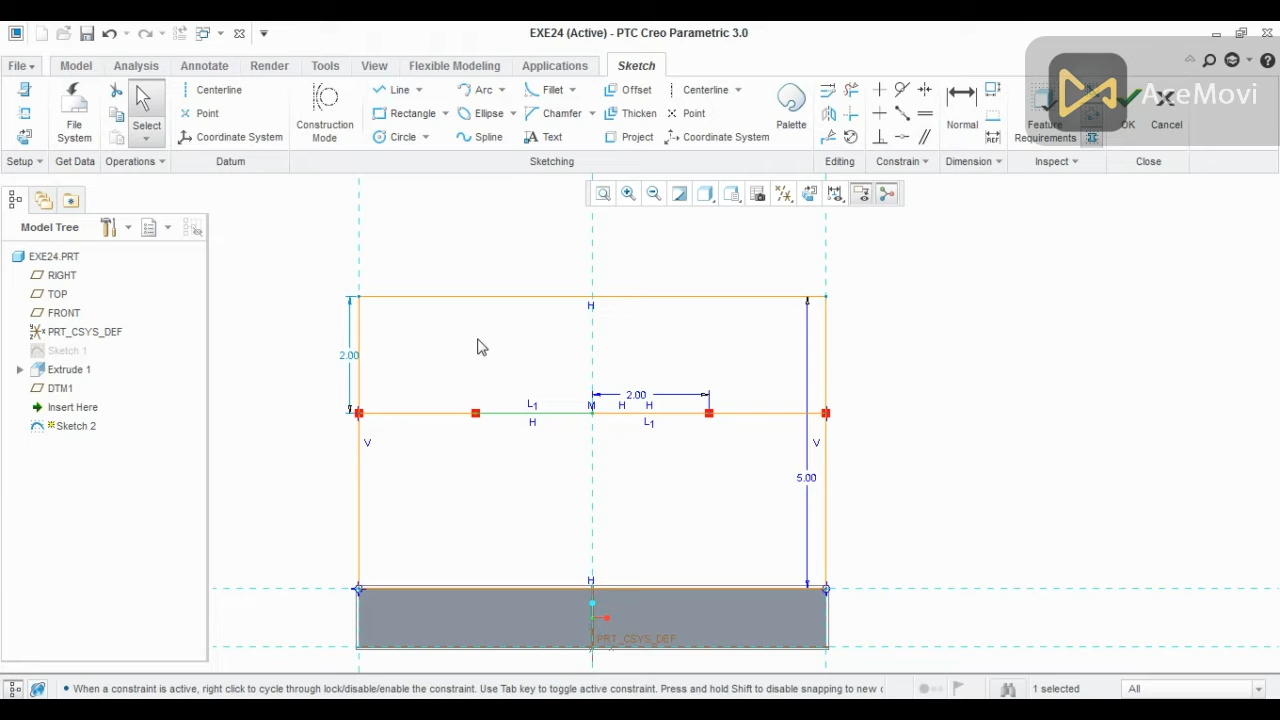 EXE24 (Active) - PTC Creo Parametric 3.0
File Model Analysis Annotate Render Tools View Flexible Modeling Applications Sketch
AceMovi
File System
Select
Centerline
Point
Coordinate System
Construction Mode
Line Arc Fillet Offset Centerline
Rectangle Ellipse Chamfer Thicken Point
Circle Spline Text Project Coordinate System
Palette
Normal
Feature Requirements
OK
Cancel
Setup Get Data Operations Datum Sketching Editing Constrain Dimension Inspect Close
Model Tree
EXE24.PRT
RIGHT
TOP
FRONT
PRT_CSYS_DEF
Sketch 1
Extrude 1
DTM1
Insert Here
Sketch 2
H
2.00
2.00
L1 M H H
H L1
V V
5.00
H
PRT_CSYS_DEF
When a constraint is active, right click to cycle through lock/disable/enable the constraint. Use Tab key to toggle active constraint. Press and hold Shift to disable snapping to new c
1 selected
All